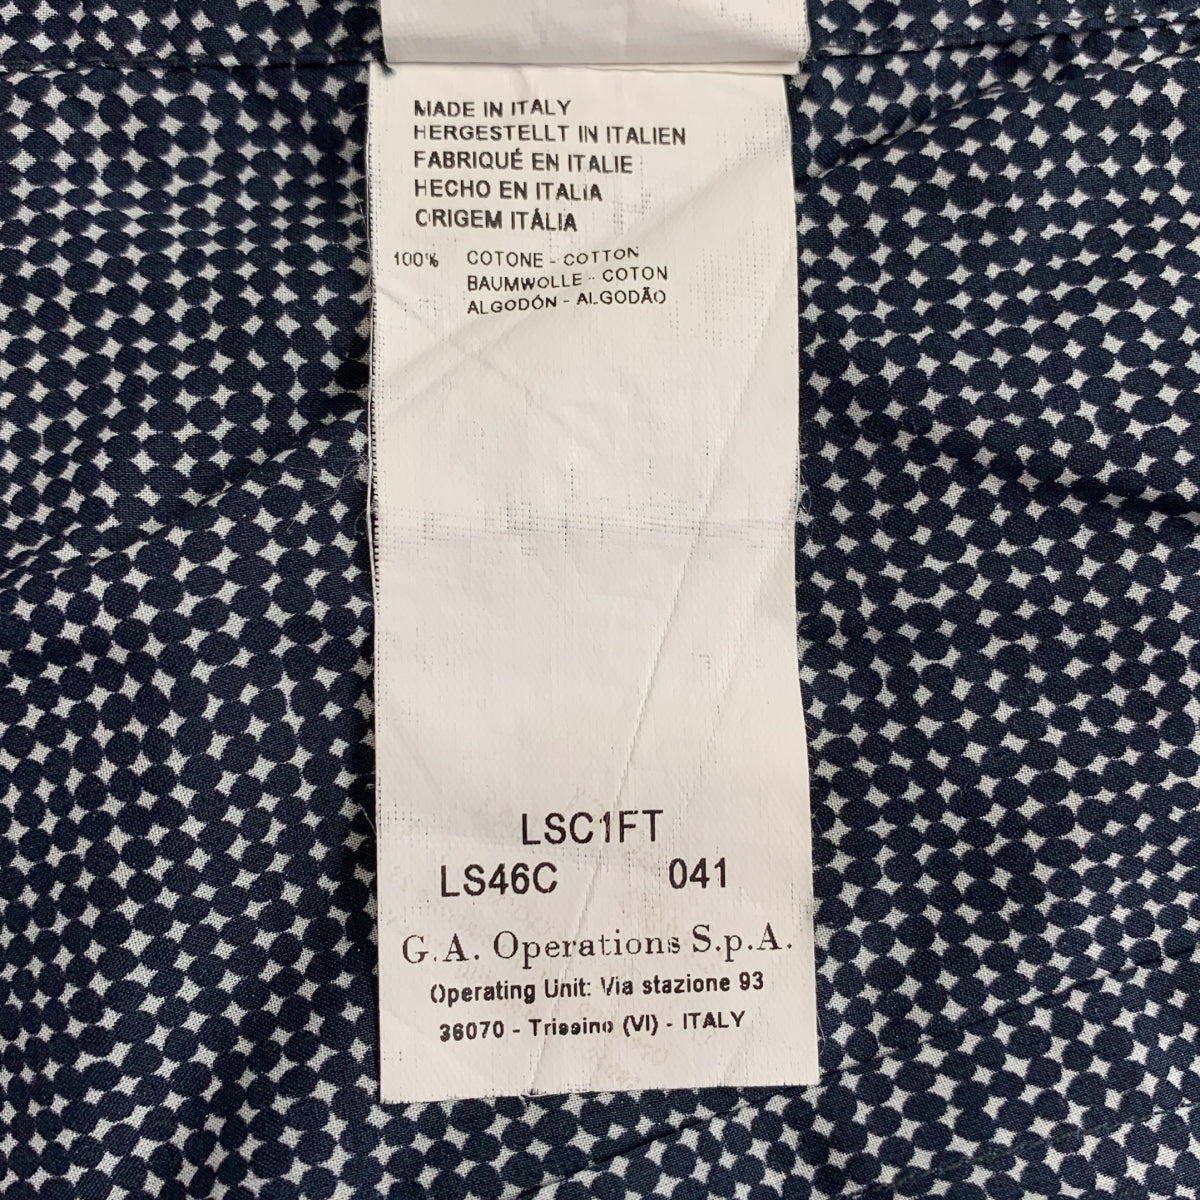 MADE IN ITALY
HERGESTELLT IN ITALIEN
FABRIQUÉ EN ITALIE
HECHO EN ITALIA
ORIGEM ITÁLIA
100% COTONE - COTTON
BAUMWOLLE - COTON
ALGODÓN - ALGODÃO
LSC1FT
LS46C 041
G.A. Operations S.p.A.
Operating Unit: Via stazione 93
36070 - Trissino (VI) - ITALY